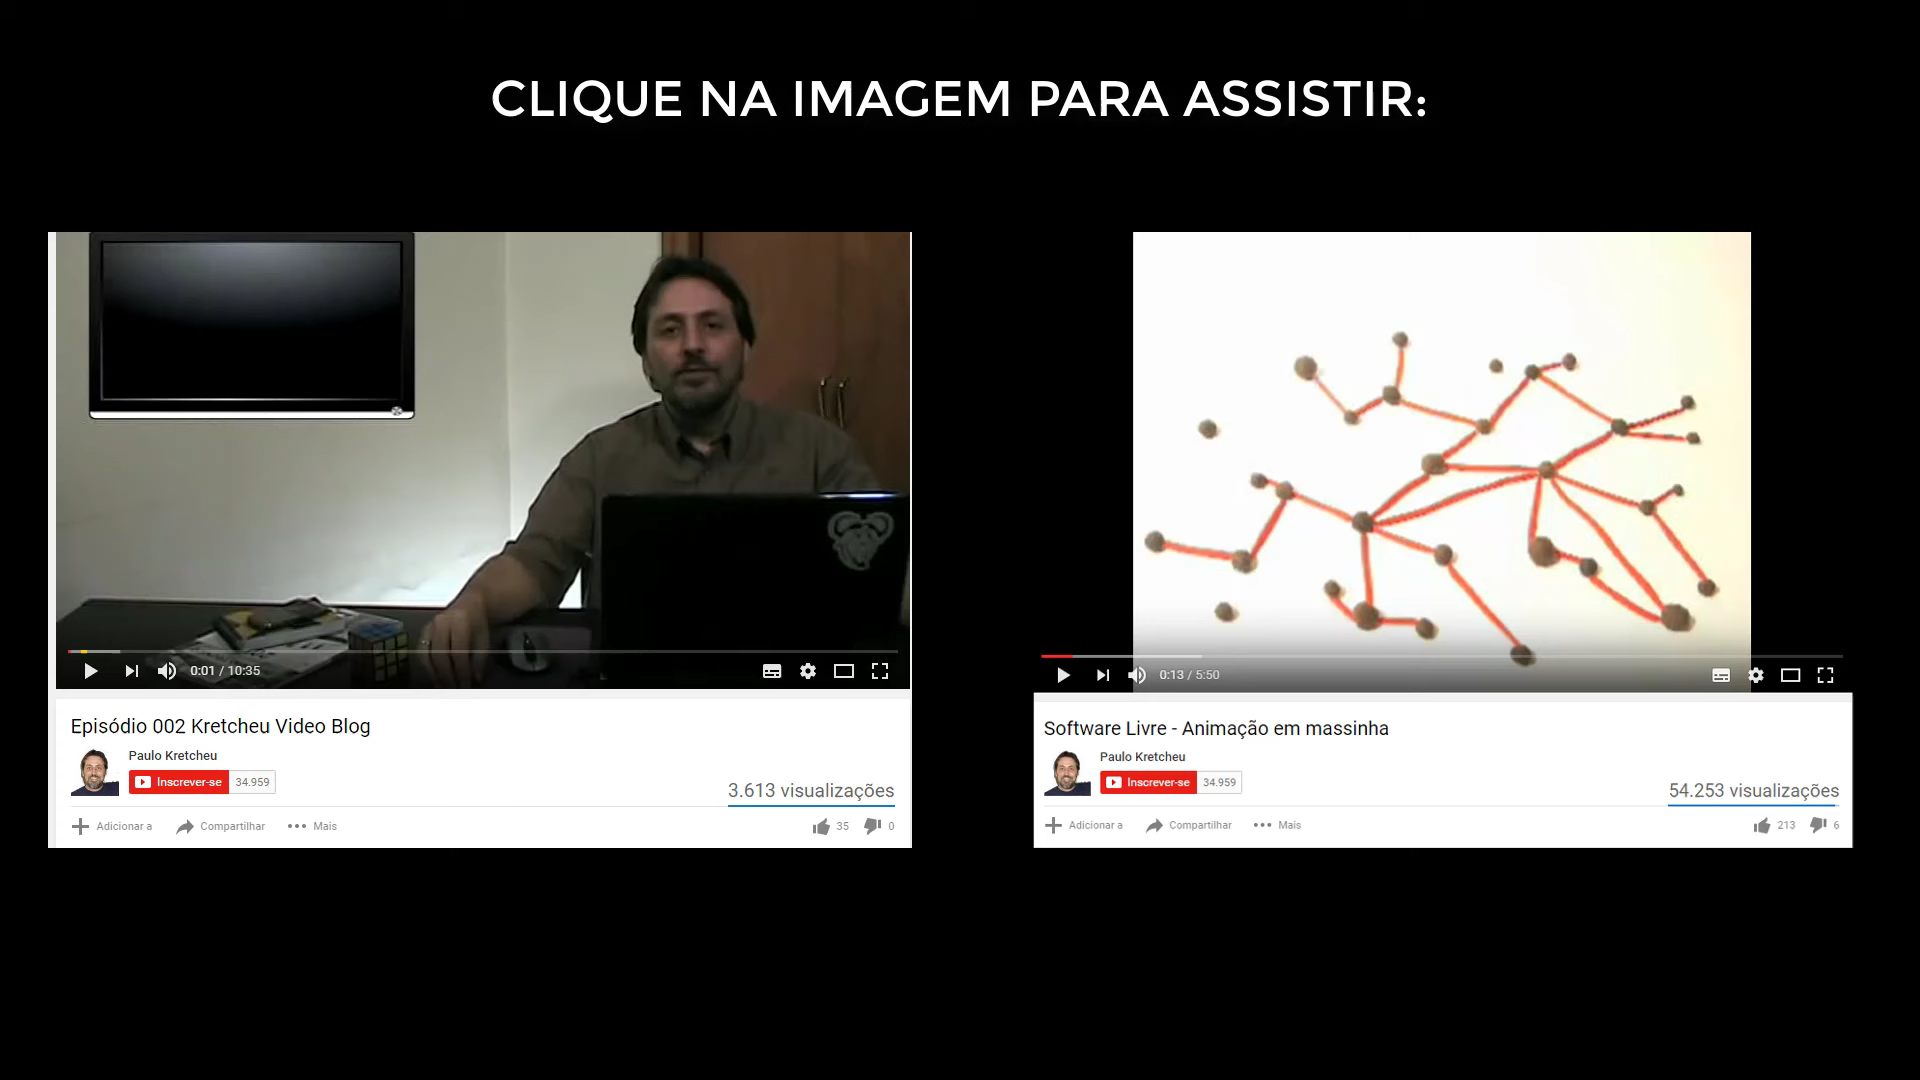 CLIQUE NA IMAGEM PARA ASSISTIR:
0:01 / 10:35
Episódio 002 Kretcheu Video Blog
Paulo Kretcheu
Inscrever-se 34.959
3.613 visualizações
Adicionar a Compartilhar Mais 35 0
0:13 / 5:50
Software Livre - Animação em massinha
Paulo Kretcheu
Inscrever-se 34.959
54.253 visualizações
Adicionar a Compartilhar Mais 213 6